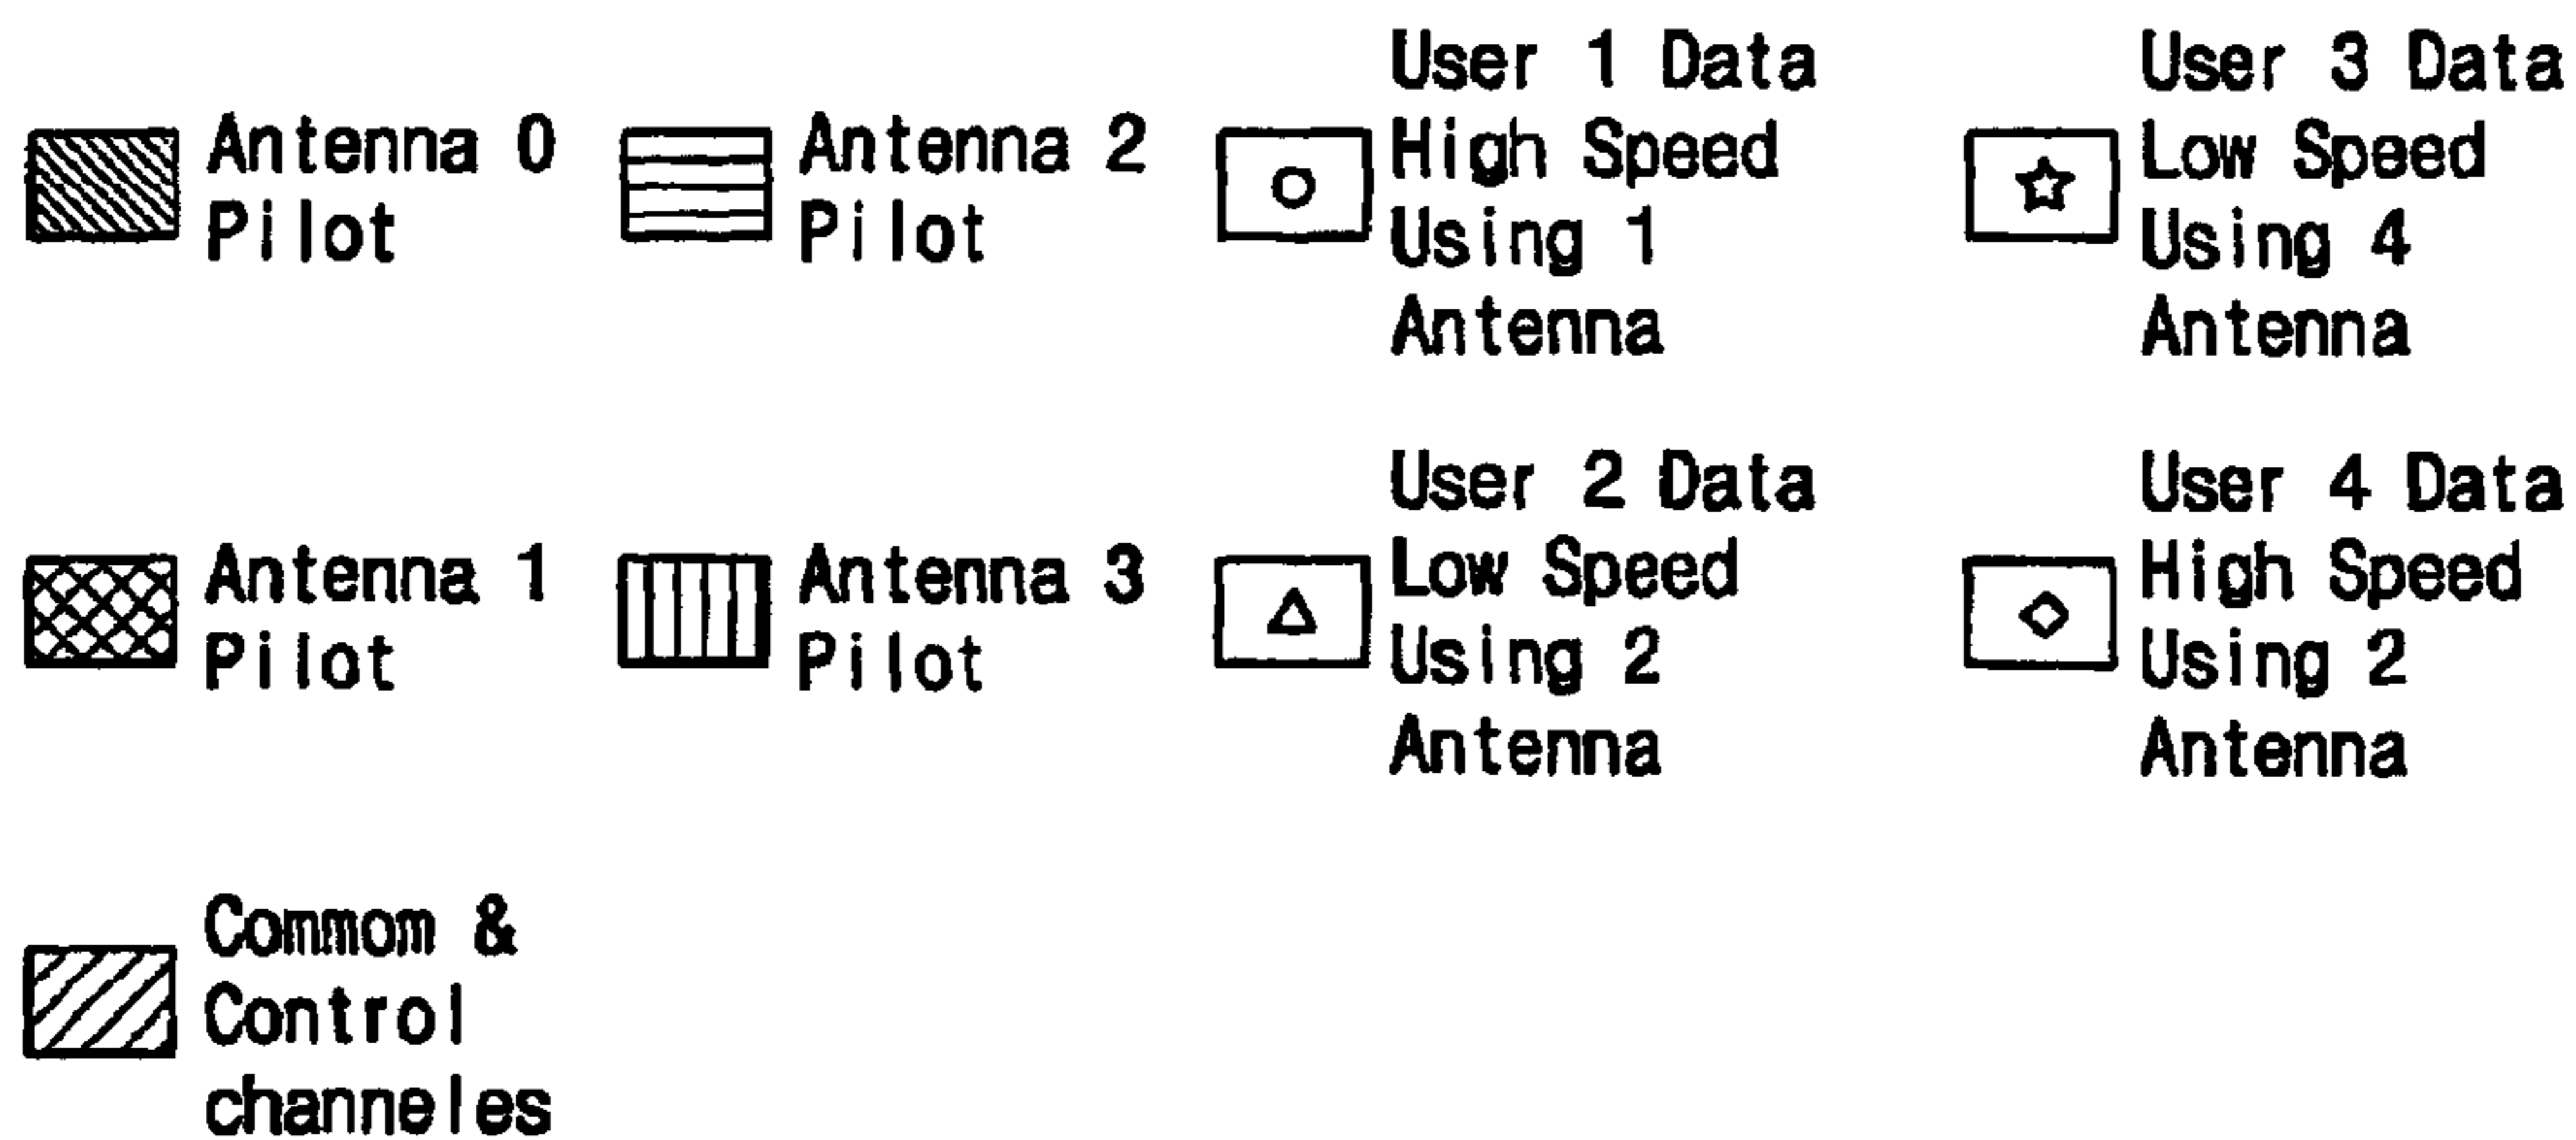 Antenna 0
Pilot
Antenna 2
Pilot
User 1 Data
High Speed
Using 1
Antenna
User 3 Data
Low Speed
Using 4
Antenna
Antenna 1
Pilot
Antenna 3
Pilot
User 2 Data
Low Speed
Using 2
Antenna
User 4 Data
High Speed
Using 2
Antenna
Commom &
Control
channeles